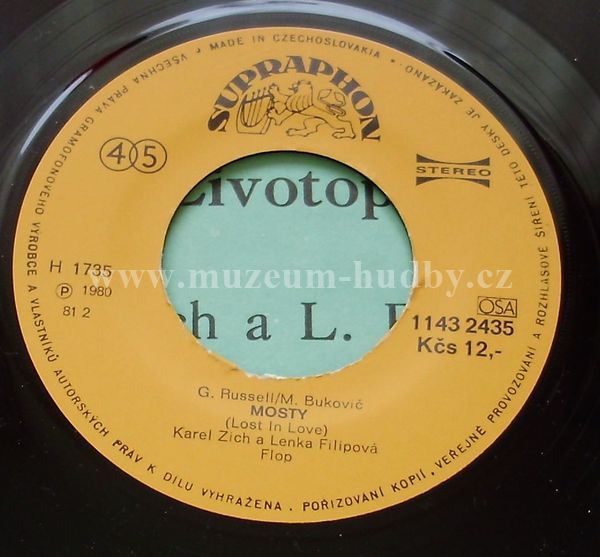 VŠECHNA PRÁVA GRAMOFONOVÉHO VÝROBCE A VLASTNÍKŮ AUTORSKÝCH PRÁV K DÍLU VYHRAŽENA. POŘIZOVÁNÍ KOPIÍ, VEŘEJNÉ PROVOZOVÁNÍ A ROZHLASOVÉ ŠÍŘENÍ TÉTO DESKY JE ZAKÁZÁNO.
MADE IN CZECHOSLOVAKIA
SUPRAPHON
45
STEREO
Životop
ch a L. F
www.muzeum-hudby.cz
H 1735
Ⓟ 1980
81 2
OSA
1143 2435
Kčs 12,-
G. Russell/M. Bukovič
MOSTY
(Lost In Love)
Karel Zich a Lenka Filipová
Flop